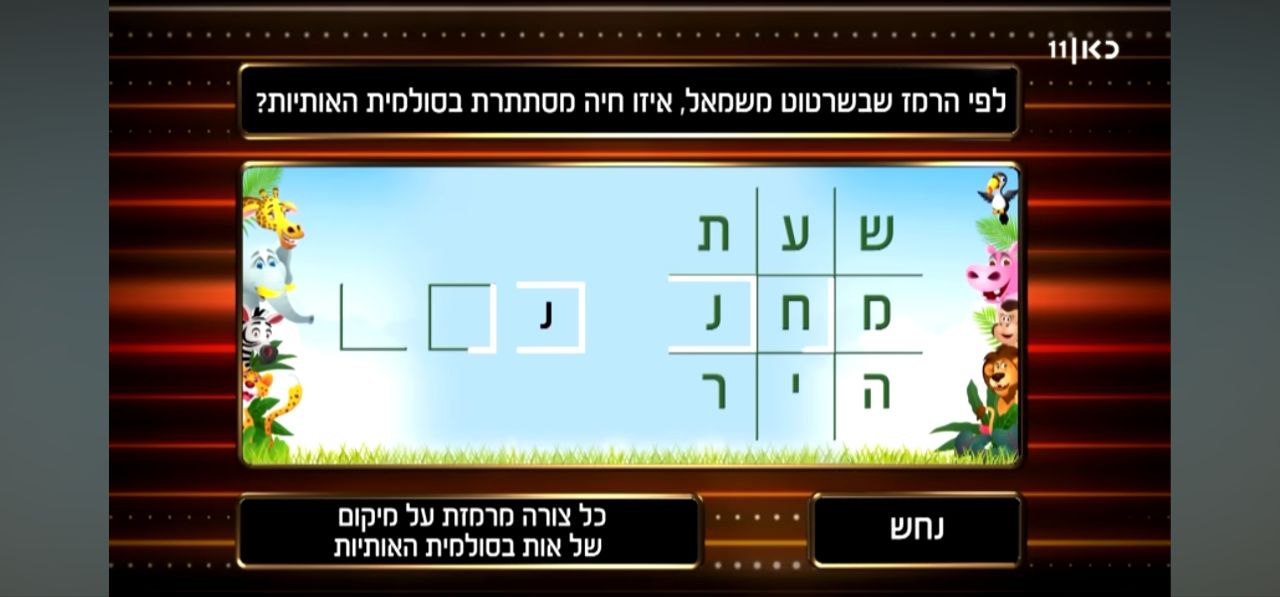 כאן|11
לפי הרמז שבשרטוט משמאל, איזו חיה מסתתרת בסולמית האותיות?
ש ע ת
מ ח נ
ה י ר
נ
נחש
כל צורה מרמזת על מיקום
של אות בסולמית האותיות